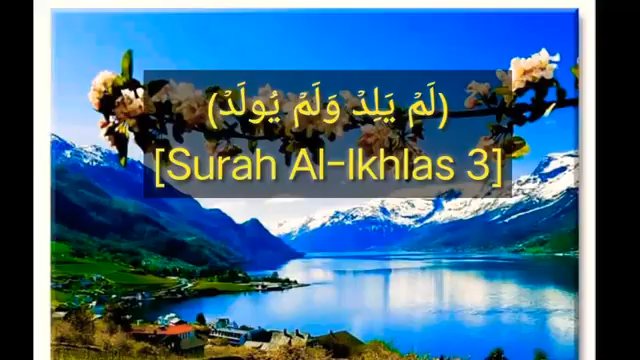 (لَمْ يَلِدْ وَلَمْ يُولَدْ)
[Surah Al-Ikhlas 3]